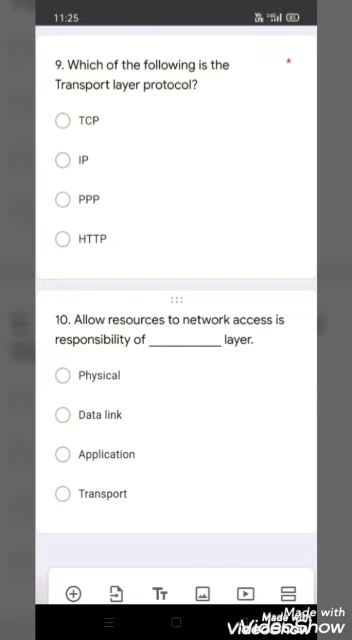 11:25
9. Which of the following is the *
Transport layer protocol?
TCP
IP
PPP
HTTP
10. Allow resources to network access is
responsibility of ____________ layer.
Physical
Data link
Application
Transport
Made with
VideoShow